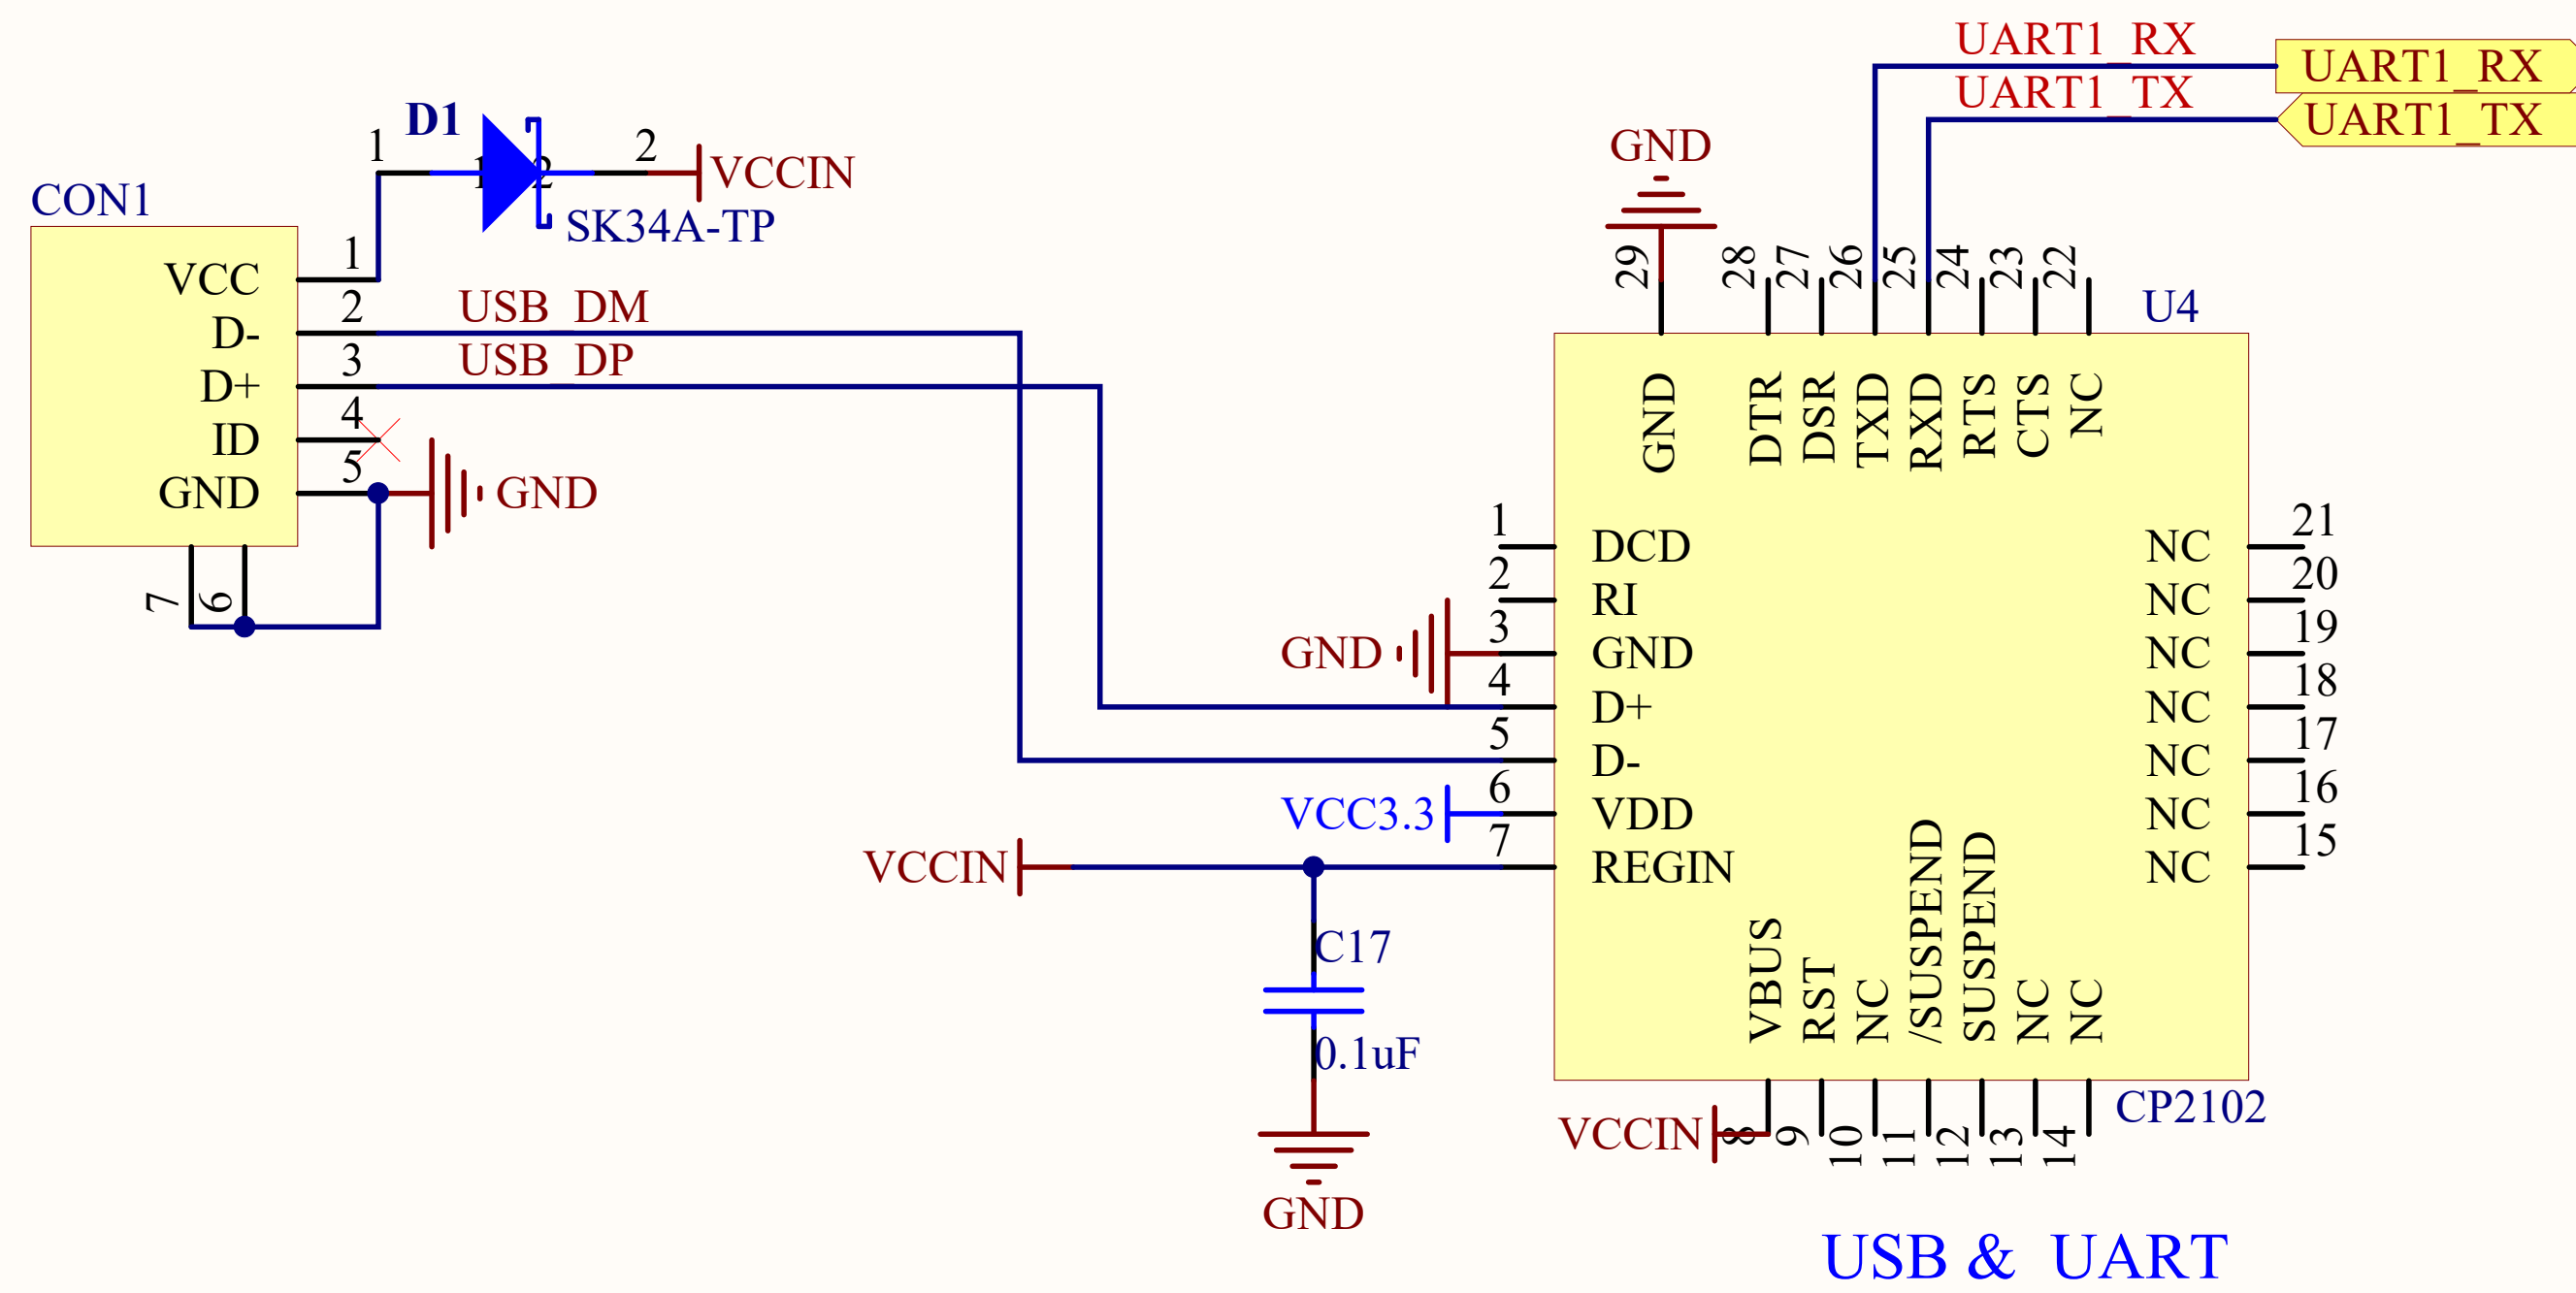 UART1_RX
UART1_RX
UART1_TX
UART1_TX
D1
1
1
2
2
VCCIN
SK34A-TP
CON1
VCC
1
D-
2
USB_DM
D+
3
USB_DP
ID
4
GND
5
GND
7
6
GND
29
28
27
26
25
24
23
22
U4
GND
DTR
DSR
TXD
RXD
RTS
CTS
NC
1
DCD
NC
21
2
RI
NC
20
GND
3
GND
NC
19
4
D+
NC
18
5
D-
NC
17
VCC3.3
6
VDD
NC
16
VCCIN
7
REGIN
NC
15
C17
0.1uF
GND
VBUS
RST
NC
/SUSPEND
SUSPEND
NC
NC
VCCIN
8
9
10
11
12
13
14
CP2102
USB & UART